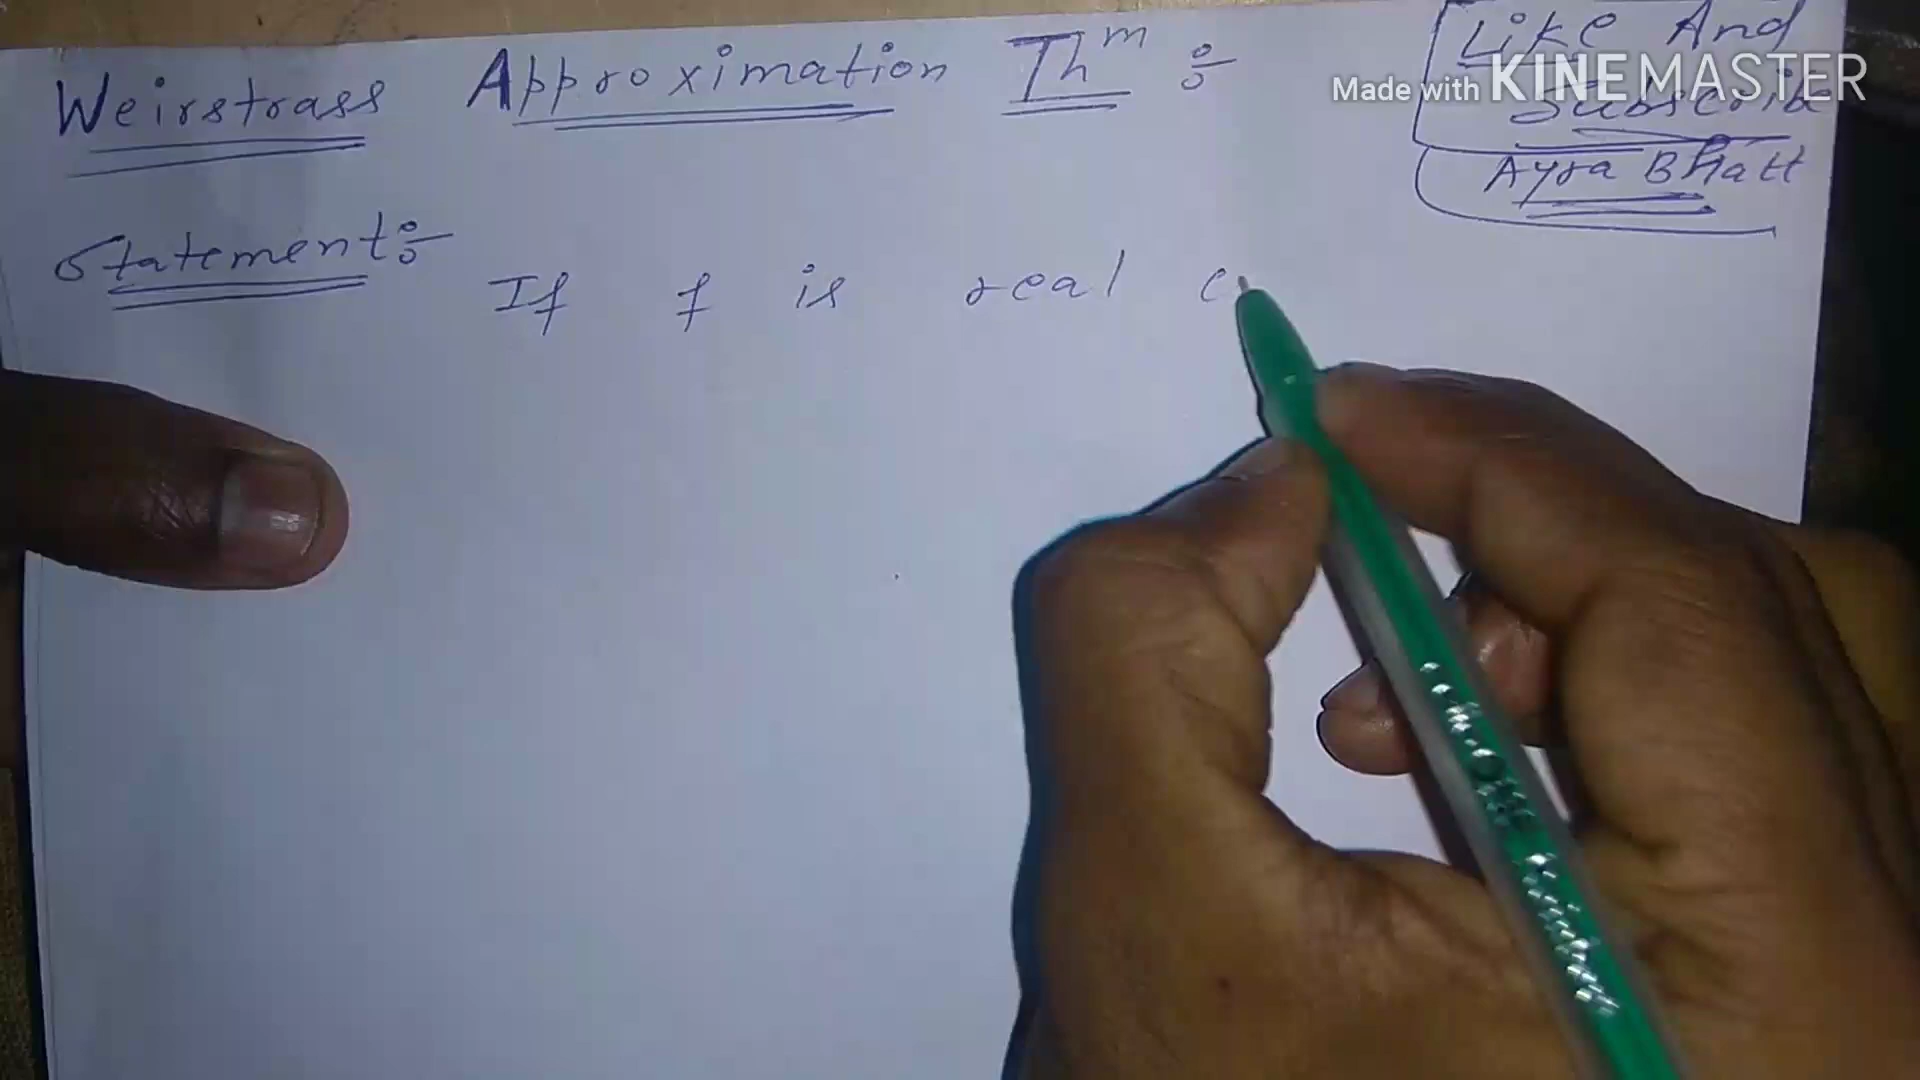 Weirstrass Approximation Thm :-
Like And
Subscribe
Ayra Bhatt
Made with KINEMASTER
Statement :-
If f is real c